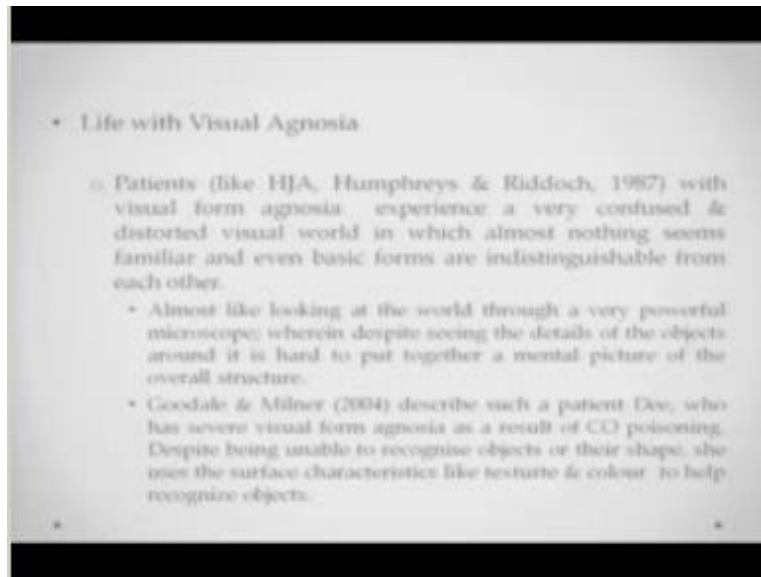 • Life with Visual Agnosia
o Patients (like HJA, Humphreys & Riddoch, 1987) with
visual form agnosia experience a very confused &
distorted visual world in which almost nothing seems
familiar and even basic forms are indistinguishable from
each other.
• Almost like looking at the world through a very powerful
microscope; wherein despite seeing the details of the objects
around it is hard to put together a mental picture of the
overall structure.
• Goodale & Milner (2004) describe such a patient Dee, who
has severe visual form agnosia as a result of CO poisoning.
Despite being unable to recognise objects or their shape, she
uses the surface characteristics like texturte & colour to help
recognize objects.